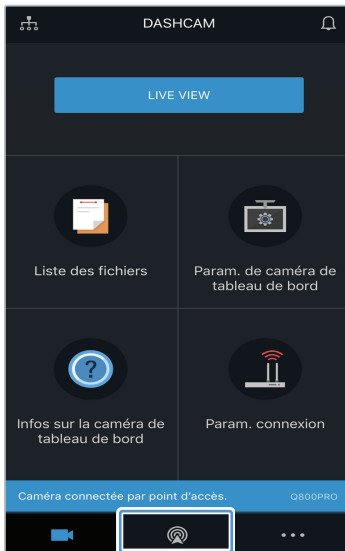 DASHCAM
LIVE VIEW
Liste des fichiers
Param. de caméra de
tableau de bord
Infos sur la caméra de
tableau de bord
Param. connexion
Caméra connectée par point d'accès. Q800PRO